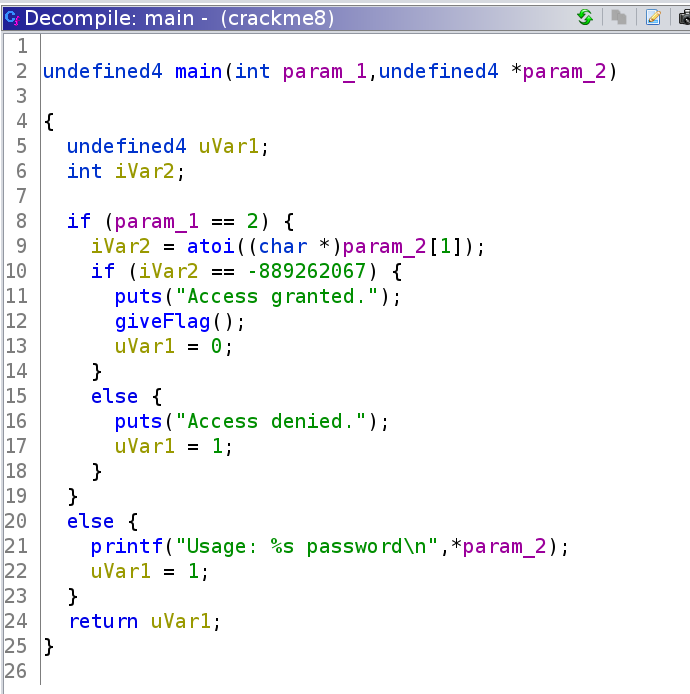 Decompile: main - (crackme8)
1
2 undefined4 main(int param_1,undefined4 *param_2)
3
4 {
5 undefined4 uVar1;
6 int iVar2;
7
8 if (param_1 == 2) {
9 iVar2 = atoi((char *)param_2[1]);
10 if (iVar2 == -889262067) {
11 puts("Access granted.");
12 giveFlag();
13 uVar1 = 0;
14 }
15 else {
16 puts("Access denied.");
17 uVar1 = 1;
18 }
19 }
20 else {
21 printf("Usage: %s password\n",*param_2);
22 uVar1 = 1;
23 }
24 return uVar1;
25 }
26